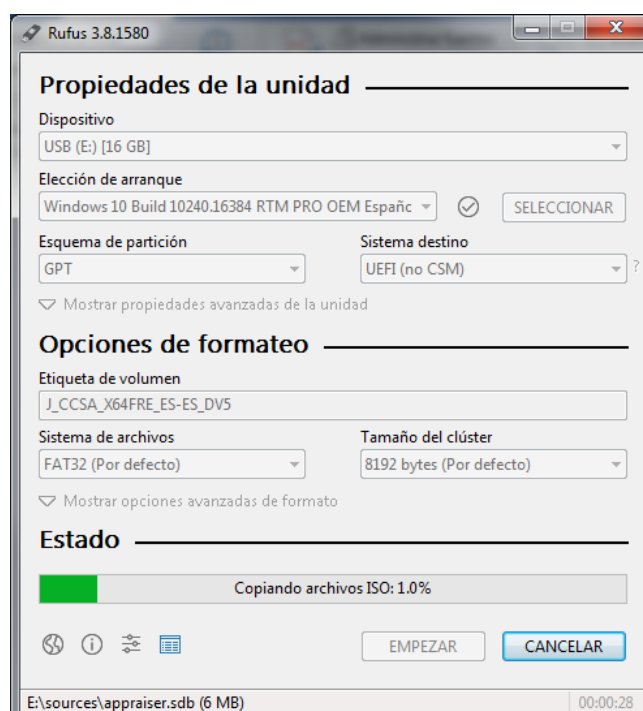 Rufus 3.8.1580
Propiedades de la unidad
Dispositivo
USB (E:) [16 GB]
Elección de arranque
Windows 10 Build 10240.16384 RTM PRO OEM Españc
SELECCIONAR
Esquema de partición Sistema destino
GPT UEFI (no CSM) ?
Mostrar propiedades avanzadas de la unidad
Opciones de formateo
Etiqueta de volumen
J_CCSA_X64FRE_ES-ES_DV5
Sistema de archivos Tamaño del clúster
FAT32 (Por defecto) 8192 bytes (Por defecto)
Mostrar opciones avanzadas de formato
Estado
Copiando archivos ISO: 1.0%
EMPEZAR CANCELAR
E:\sources\appraiser.sdb (6 MB) 00:00:28